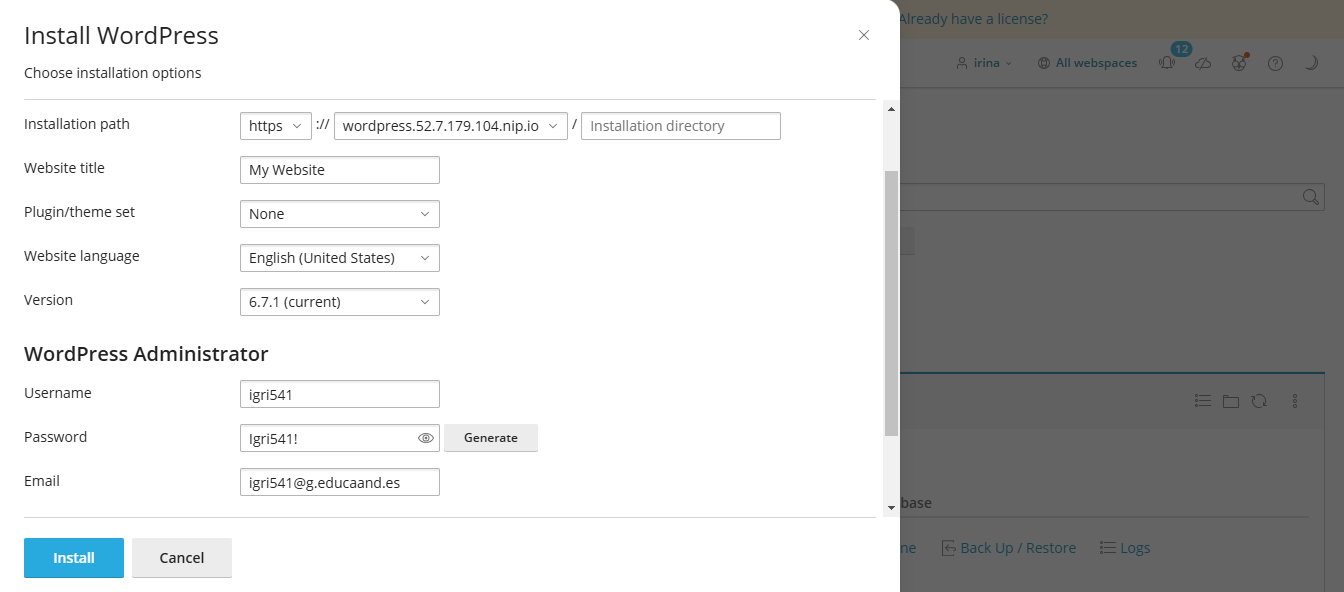 Install WordPress
Choose installation options
Already have a license?
irina
All webspaces
12
Installation path
https
://
wordpress.52.7.179.104.nip.io
/
Installation directory
Website title
My Website
Plugin/theme set
None
Website language
English (United States)
Version
6.7.1 (current)
WordPress Administrator
Username
igri541
Password
Igri541!
Generate
Email
igri541@g.educaand.es
Install
Cancel
base
ne
Back Up / Restore
Logs